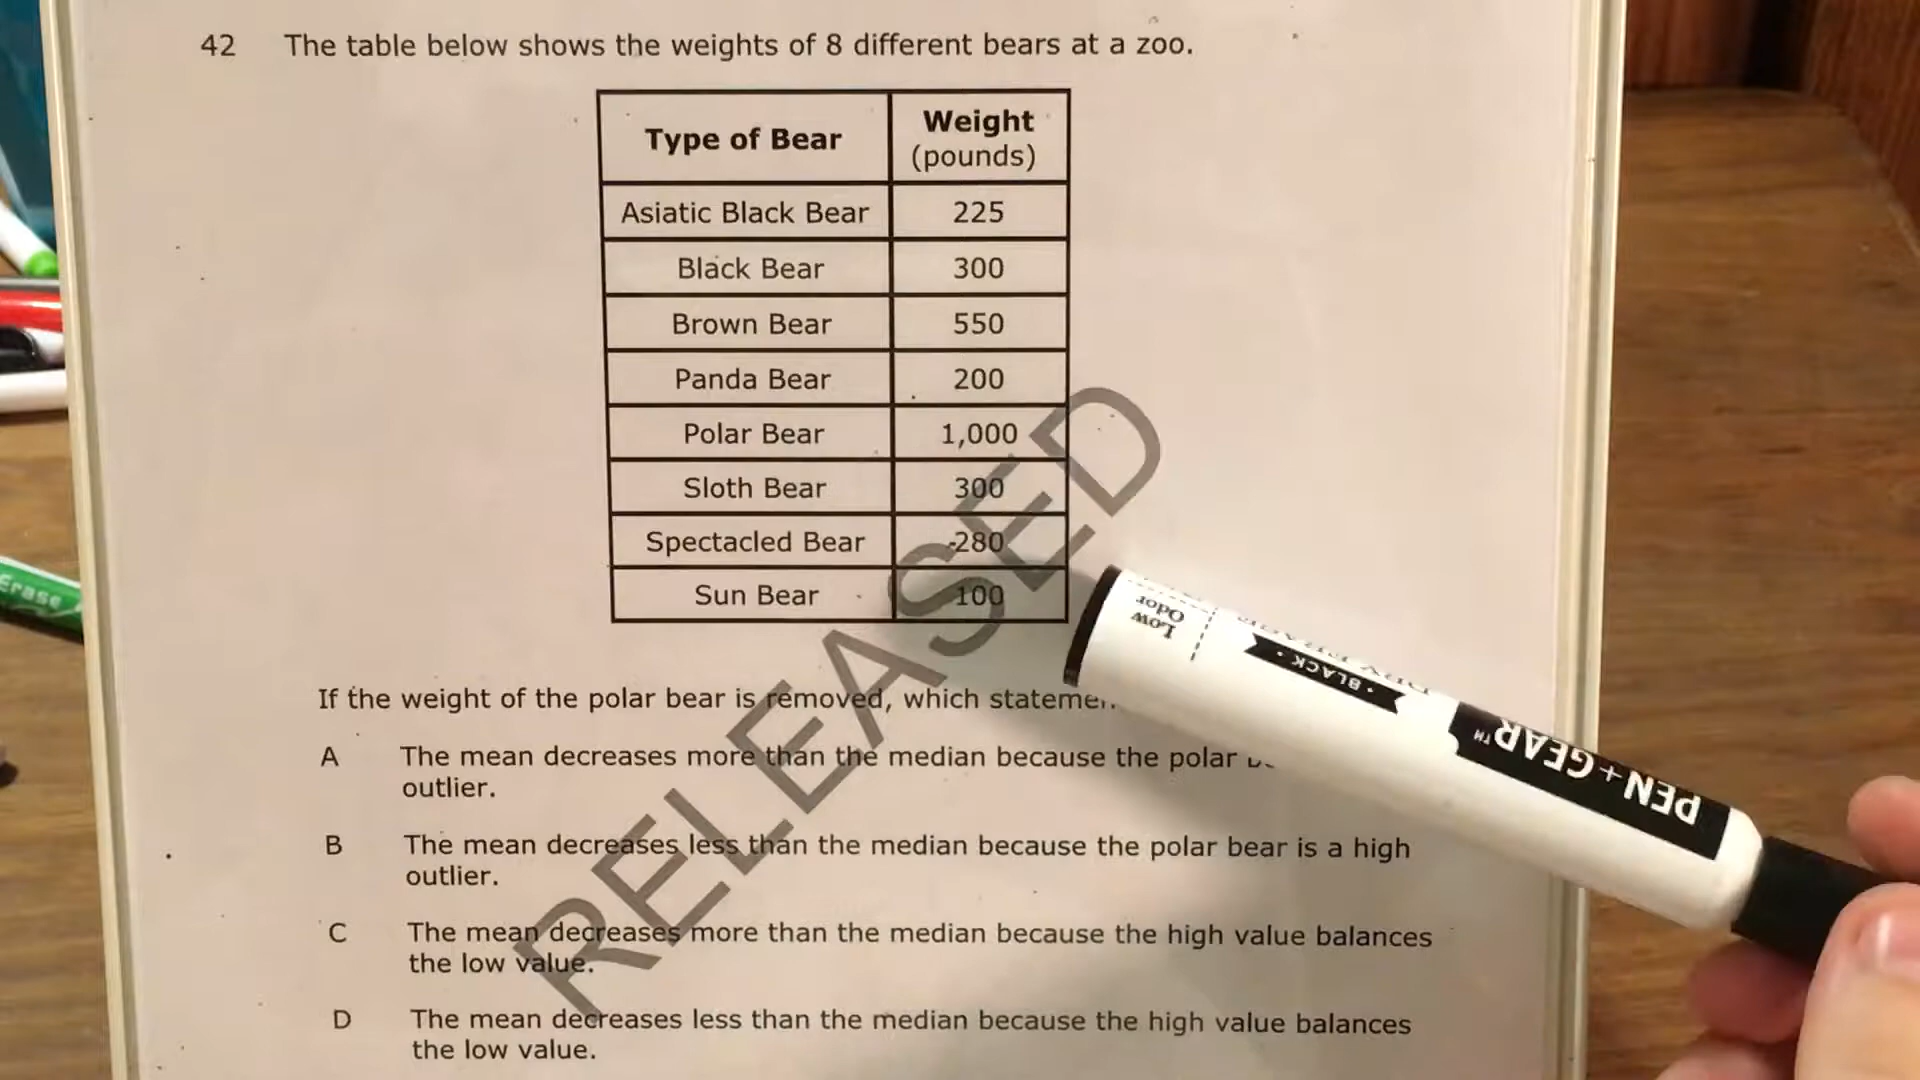 42 The table below shows the weights of 8 different bears at a zoo.
Type of Bear Weight (pounds)
Asiatic Black Bear 225
Black Bear 300
Brown Bear 550
Panda Bear 200
Polar Bear 1,000
Sloth Bear 300
Spectacled Bear 280
Sun Bear 100
RELEASED
If the weight of the polar bear is removed, which
A The mean decreases more than the median because the polar
outlier.
B The mean decreases less than the median because the polar bear is a high
outlier.
C The mean decreases more than the median because the high value balances
the low value.
D The mean decreases less than the median because the high value balances
the low value.
Low
Odor
• BLACK •
PEN+GEAR™
Erase